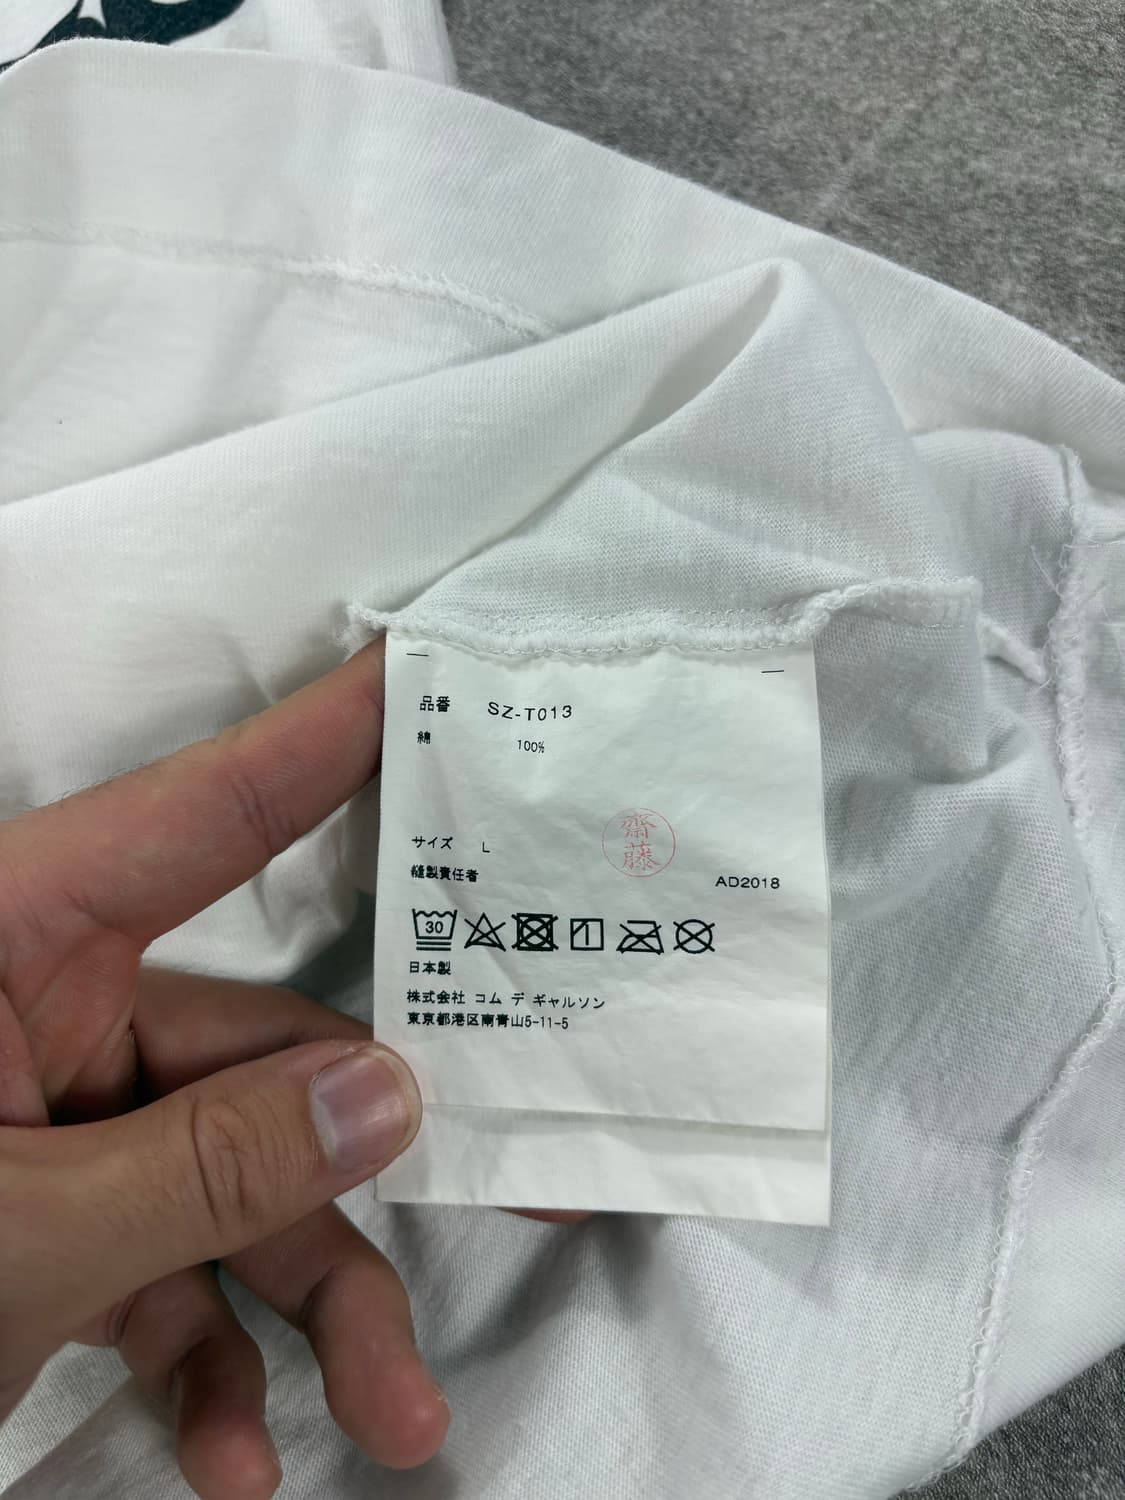 品番 SZ-T013
綿 100%
サイズ L
齋藤
縫製責任者
AD2018
30
日本製
株式会社 コム デ ギャルソン
東京都港区南青山5-11-5